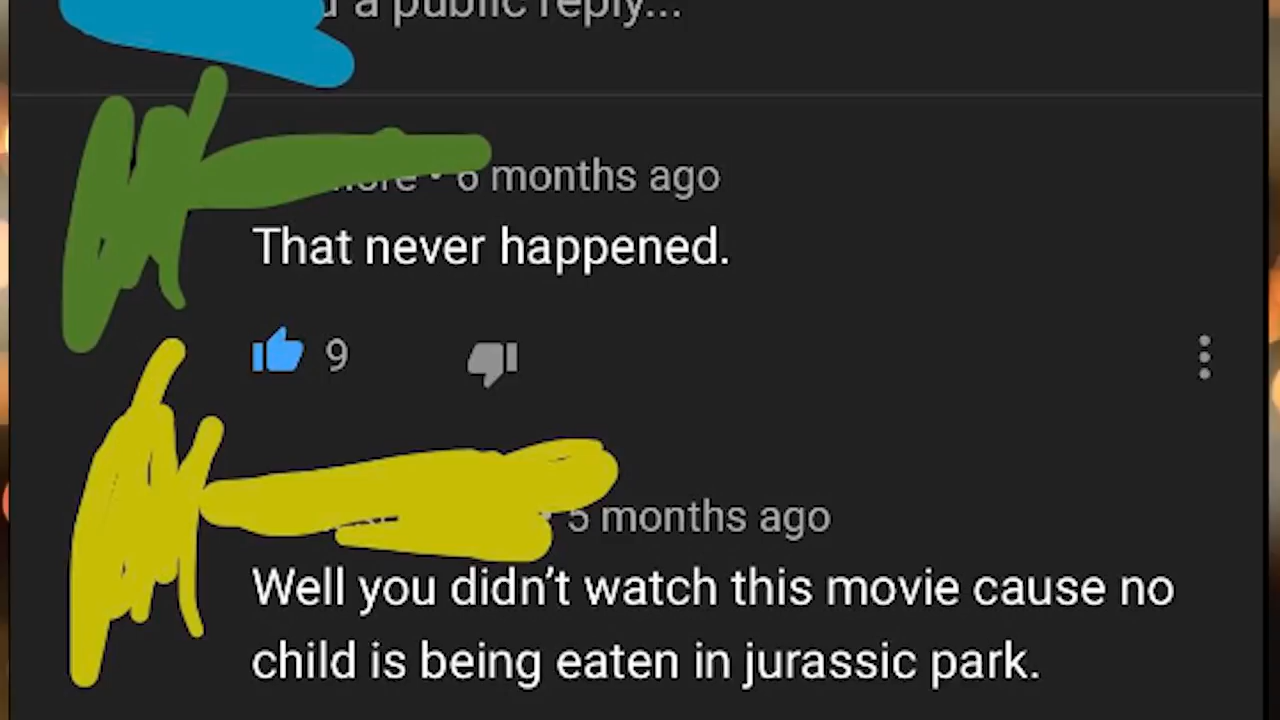 a public reply...
6 months ago
That never happened.
9
5 months ago
Well you didn't watch this movie cause no
child is being eaten in jurassic park.